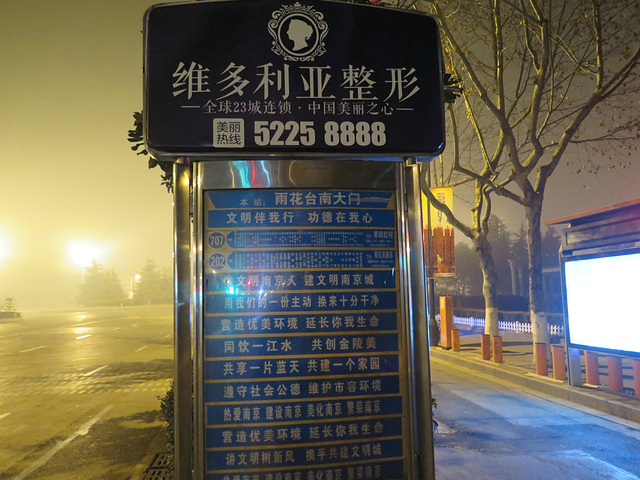 维多利亚整形
全球23城连锁·中国美丽之心
美丽
热线
5225 8888
本站: 雨花台南大门
文明伴我行 功德在我心
707
202
文明南京人 建文明南京城
用我们的一份主动 换来十分干净
营造优美环境 延长你我生命
同饮一江水 共创金陵美
共享一片蓝天 共建一个家园
遵守社会公德 维护市容环境
热爱南京 建设南京 美化南京 繁荣南京
营造优美环境 延长你我生命
讲文明树新风 携手共建文明城